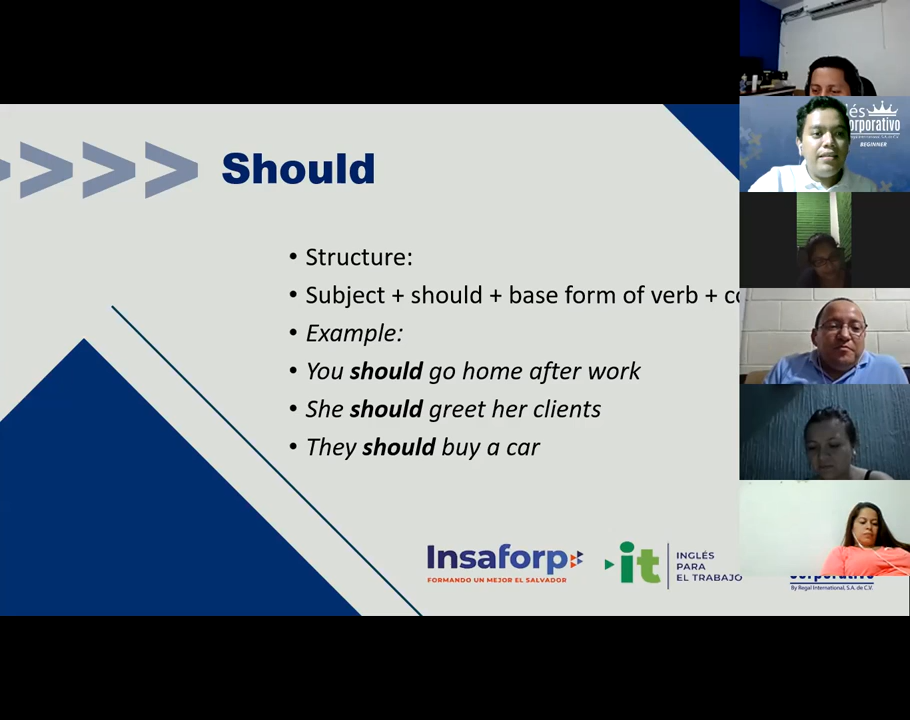 Should
• Structure:
• Subject + should + base form of verb +
• Example:
• You should go home after work
• She should greet her clients
• They should buy a car
Insaforp
FORMANDO UN MEJOR EL SALVADOR
it
INGLÉS
PARA
EL TRABAJO
By Regal International, S.A. de C.V.
BEGINNER